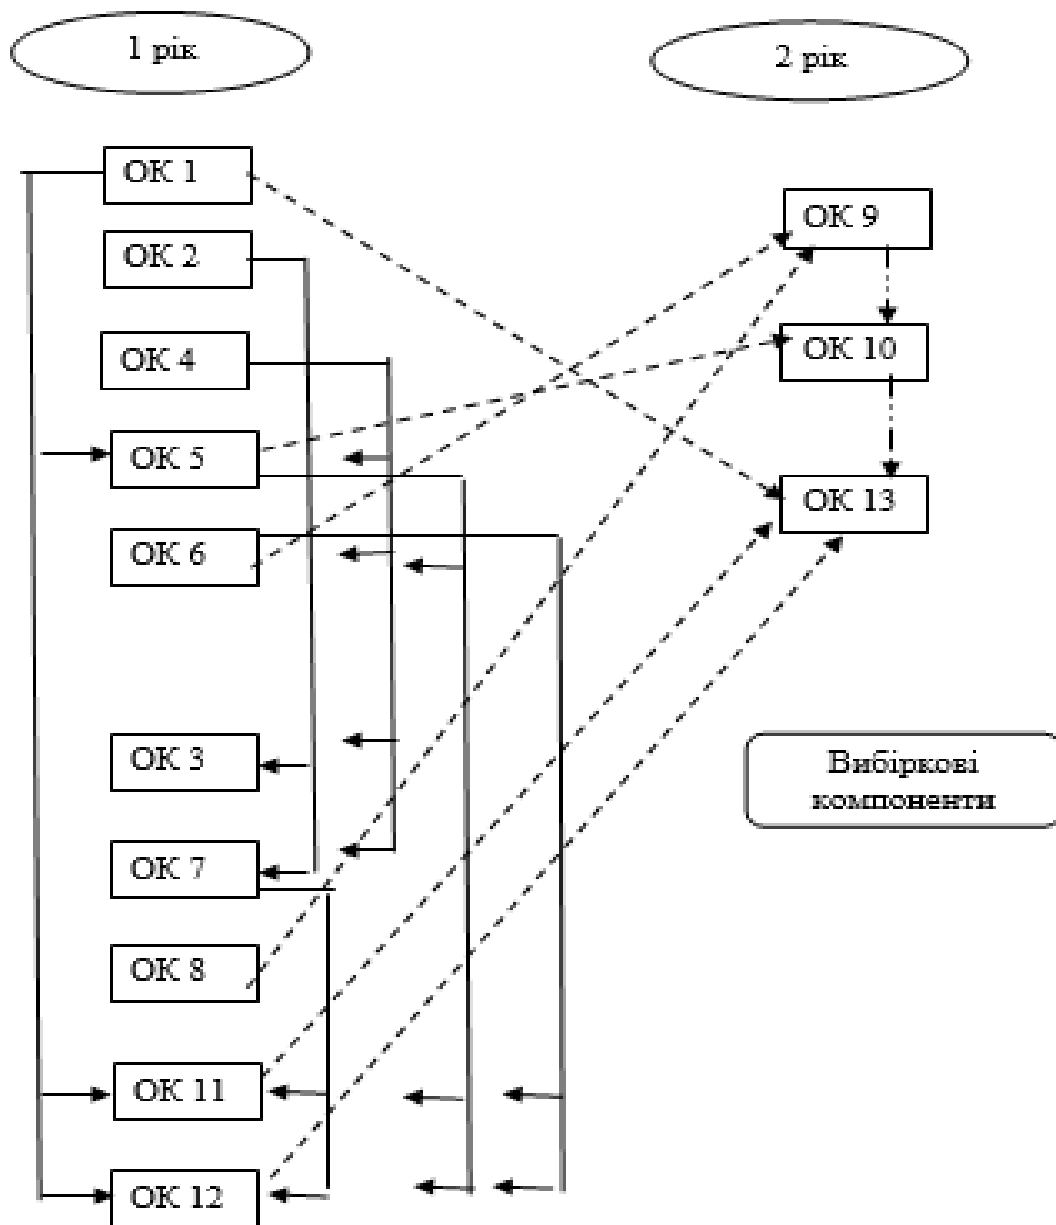 1 рік
2 рік
ОК 1
ОК 2
ОК 4
ОК 5
ОК 6
ОК 3
ОК 7
ОК 8
ОК 11
ОК 12
ОК 9
ОК 10
ОК 13
Вибіркові
компоненти